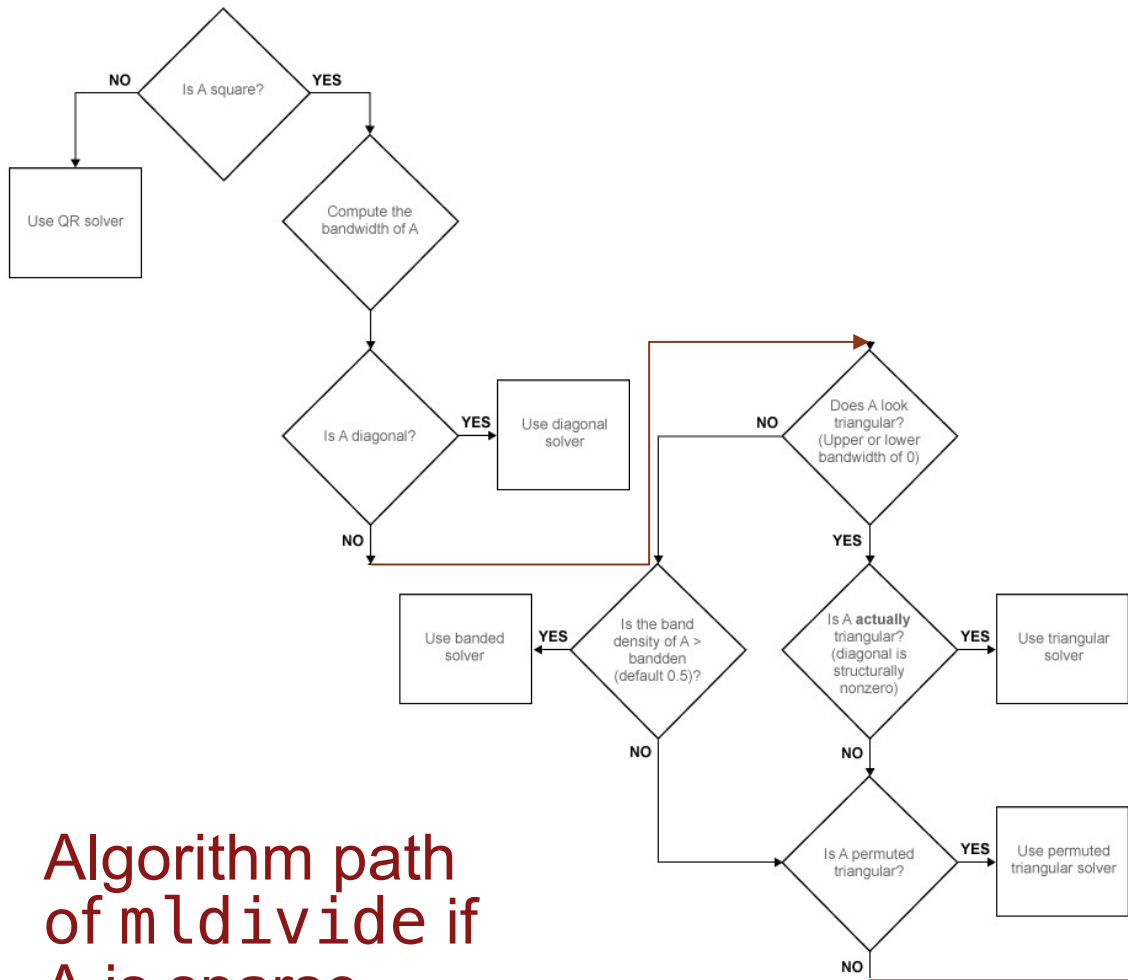 NO
Is A square?
YES
Use QR solver
Compute the
bandwidth of A
Is A diagonal?
YES
Use diagonal
solver
NO
Does A look
triangular?
(Upper or lower
bandwidth of 0)
NO
YES
Use banded
solver
YES
Is the band
density of A >
bandden
(default 0.5)?
NO
Is A actually
triangular?
(diagonal is
structurally
nonzero)
YES
Use triangular
solver
NO
Is A permuted
triangular?
YES
Use permuted
triangular solver
NO
Algorithm path
of mldivide if
A is sparse